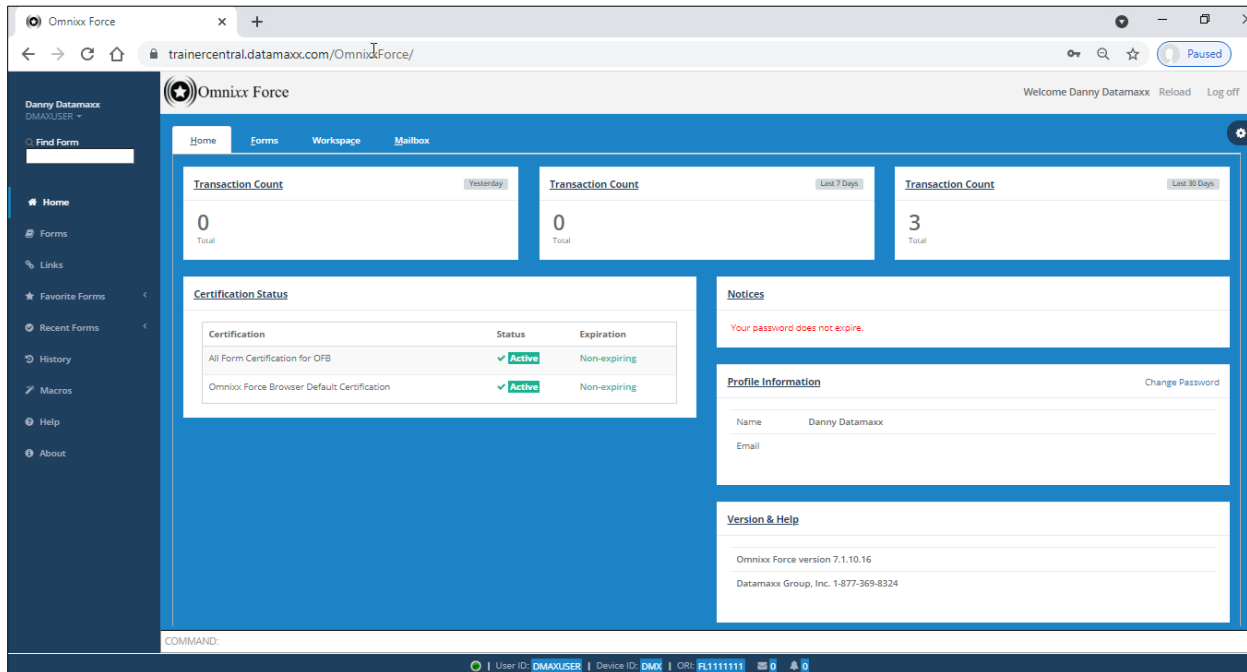 Omnixx Force
trainercentral.datamaxx.com/OmnixxForce/
Paused
Danny Datamaxx
DMAXUSER
Find Form
Home
Forms
Links
Favorite Forms
Recent Forms
History
Macros
Help
About
Omnixx Force
Welcome Danny Datamaxx Reload Log off
Home Forms Workspace Mailbox
Transaction Count Yesterday
0
Total
Transaction Count Last 7 Days
0
Total
Transaction Count Last 30 Days
3
Total
Certification Status
Certification Status Expiration
All Form Certification for OFB Active Non-expiring
Omnixx Force Browser Default Certification Active Non-expiring
Notices
Your password does not expire.
Profile Information Change Password
Name Danny Datamaxx
Email
Version & Help
Omnixx Force version 7.1.10.16
Datamaxx Group, Inc. 1-877-369-8324
COMMAND:
| User ID: DMAXUSER | Device ID: DMX | ORI: FL1111111 0 0